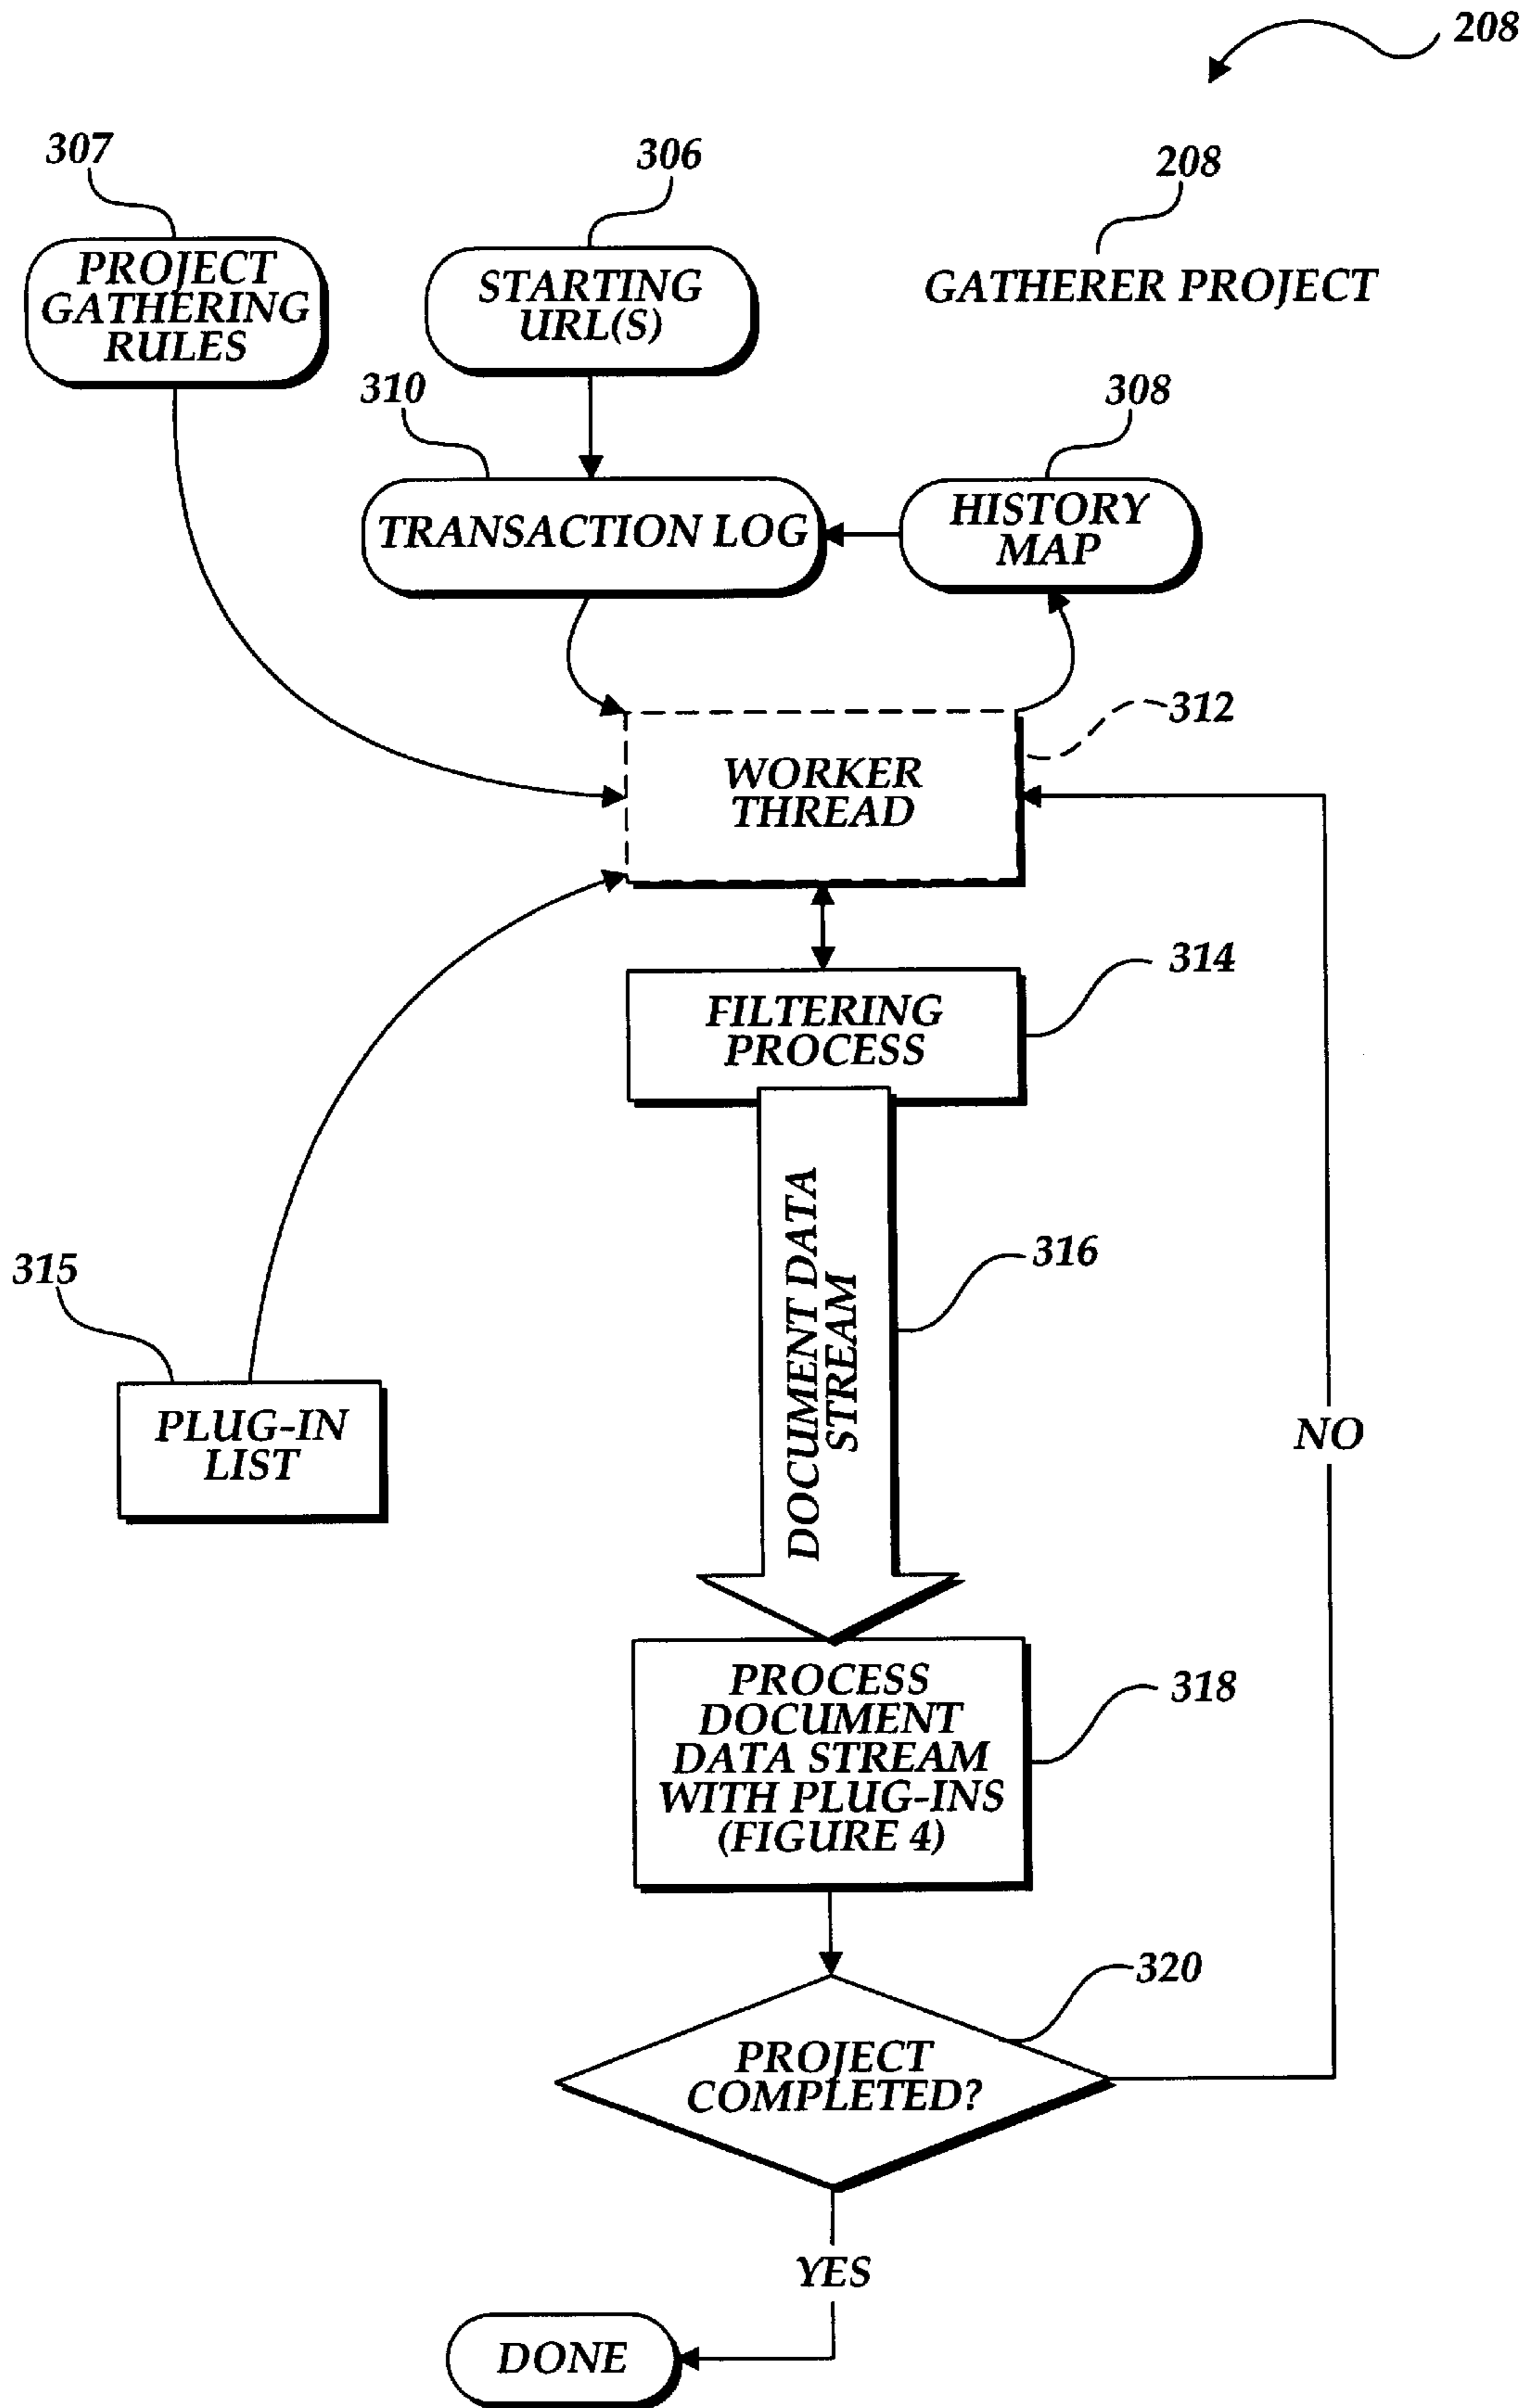 208
307
306
208
PROJECT
GATHERING
RULES
STARTING
URL(S)
GATHERER PROJECT
310
308
TRANSACTION LOG
HISTORY
MAP
312
WORKER
THREAD
314
FILTERING
PROCESS
DOCUMENT DATA
STREAM
316
315
PLUG-IN
LIST
NO
PROCESS
DOCUMENT
DATA STREAM
WITH PLUG-INS
(FIGURE 4)
318
320
PROJECT
COMPLETED?
YES
DONE